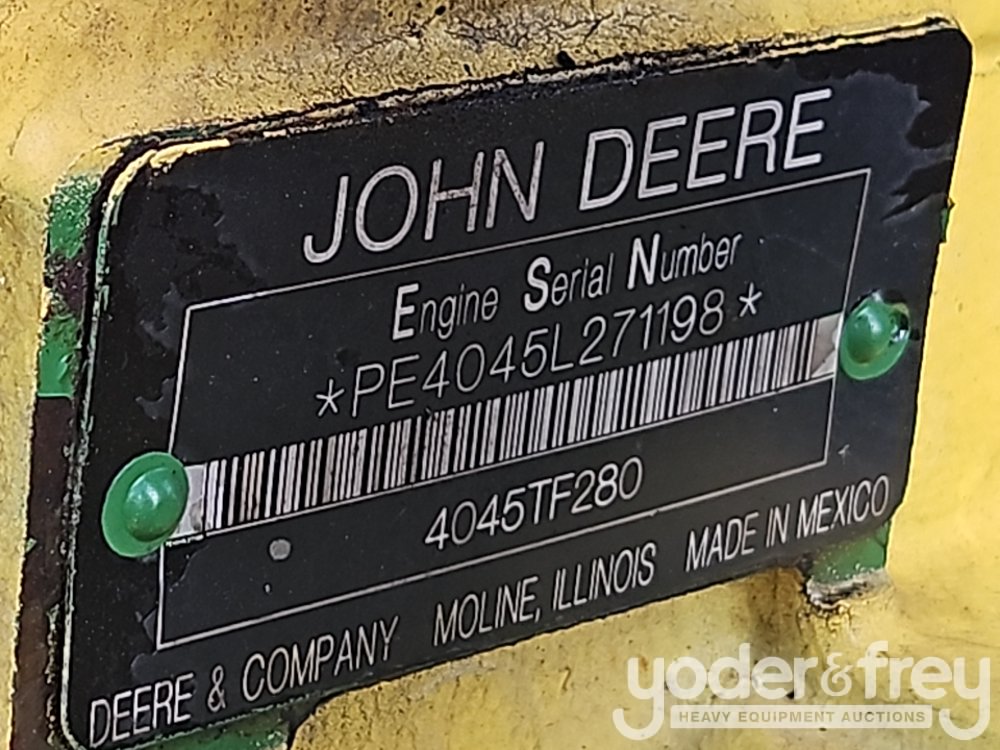 JOHN DEERE
Engine Serial Number
*PE4045L271198*
4045TF280
DEERE & COMPANY MOLINE, ILLINOIS MADE IN MEXICO
yoder&frey
HEAVY EQUIPMENT AUCTIONS